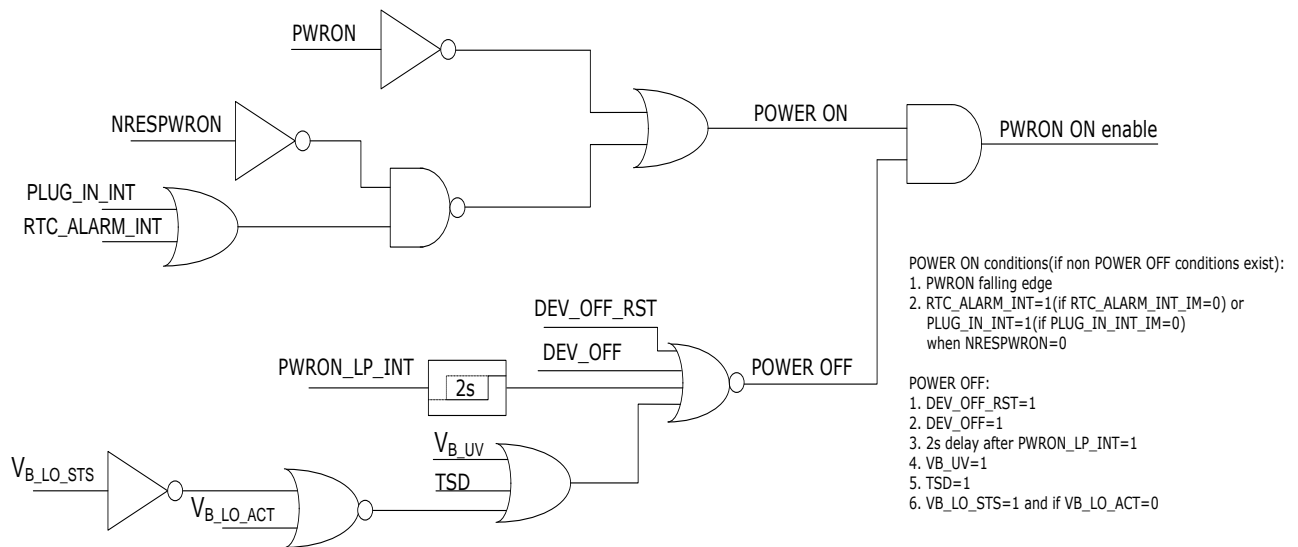 PWRON
NRESPWRON
PLUG_IN_INT
RTC_ALARM_INT
POWER ON
PWRON ON enable
DEV_OFF_RST
DEV_OFF
PWRON_LP_INT
2s
POWER OFF
VB_UV
TSD
VB_LO_STS
VB_LO_ACT
POWER ON conditions(if non POWER OFF conditions exist):
1. PWRON falling edge
2. RTC_ALARM_INT=1(if RTC_ALARM_INT_IM=0) or
PLUG_IN_INT=1(if PLUG_IN_INT_IM=0)
when NRESPWRON=0
POWER OFF:
1. DEV_OFF_RST=1
2. DEV_OFF=1
3. 2s delay after PWRON_LP_INT=1
4. VB_UV=1
5. TSD=1
6. VB_LO_STS=1 and if VB_LO_ACT=0